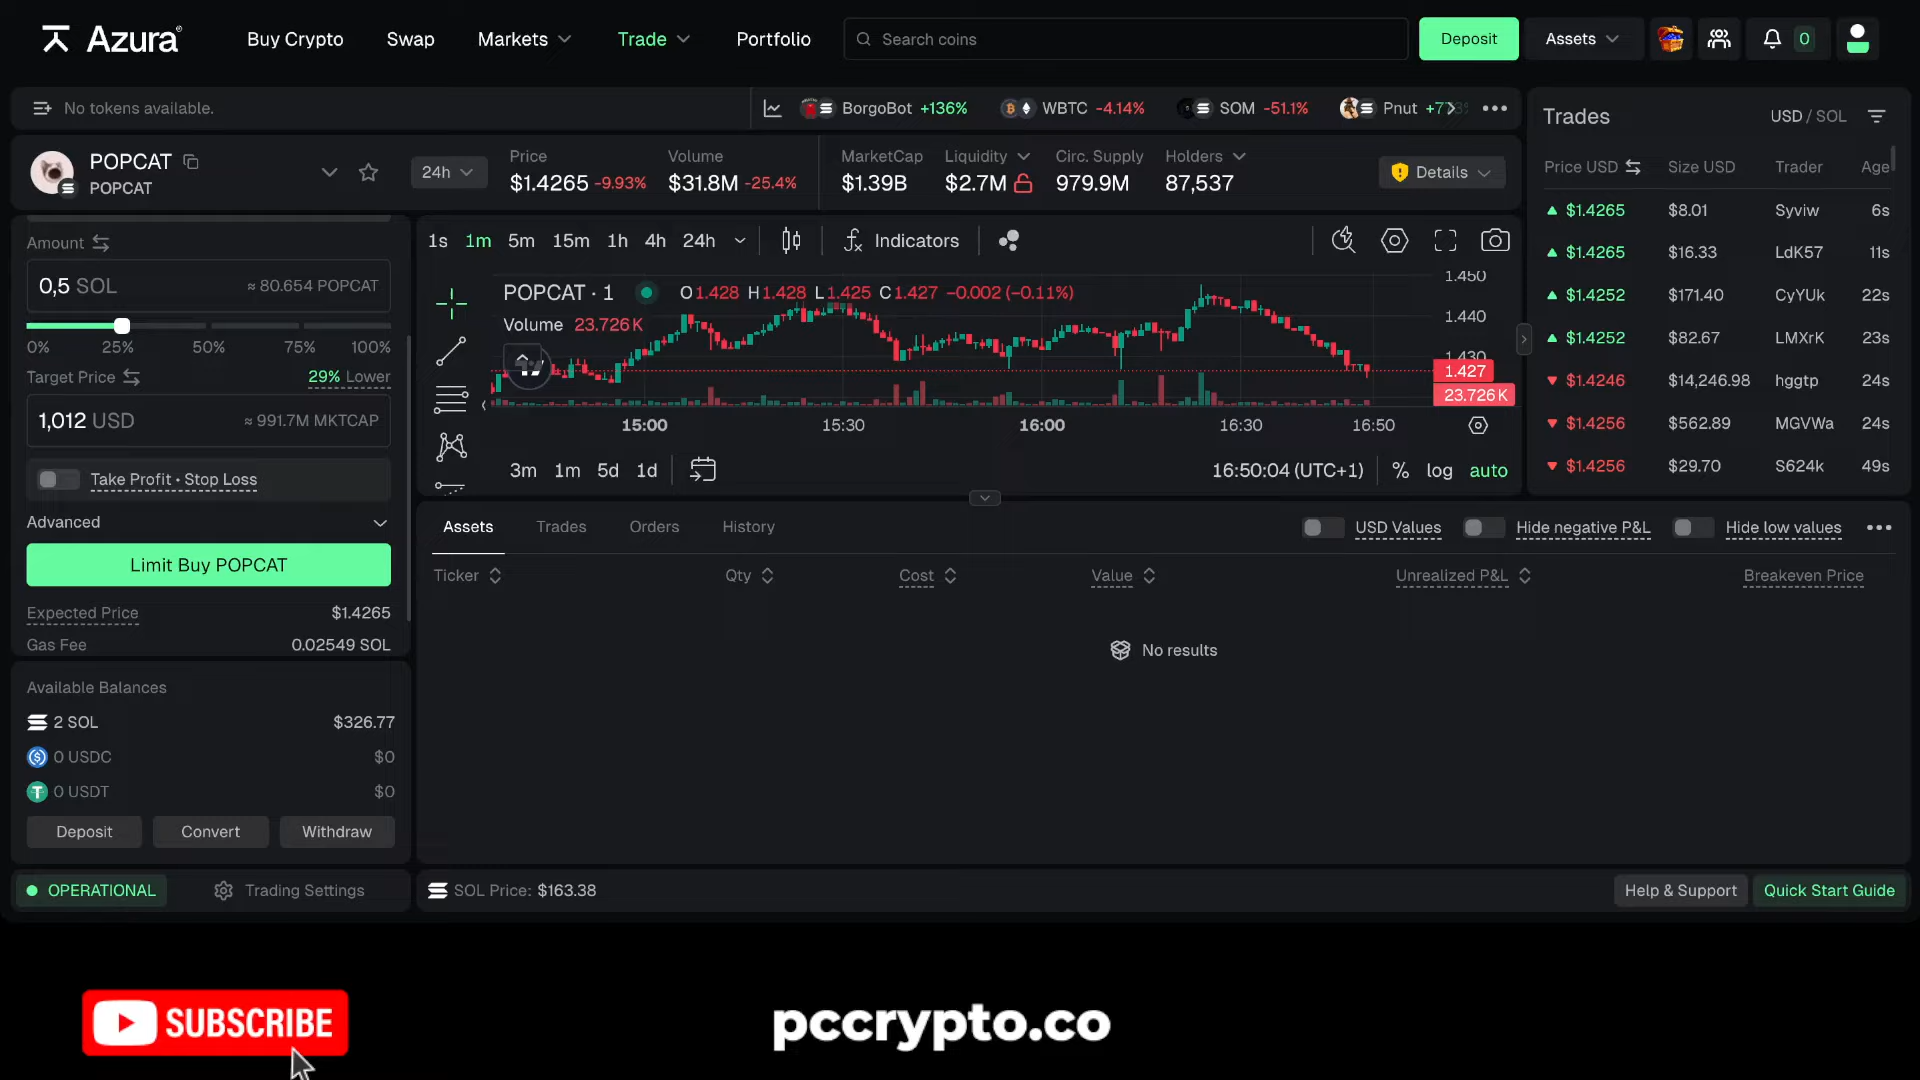 Azura
Buy Crypto
Swap
Markets
Trade
Portfolio
Search coins
Deposit
Assets
0
No tokens available.
BorgoBot +136%
WBTC -4.14%
SOM -51.1%
Pnut
Trades
USD / SOL
POPCAT
POPCAT
24h
Price
$1.4265 -9.93%
Volume
$31.8M -25.4%
MarketCap
$1.39B
Liquidity
$2.7M
Circ. Supply
979.9M
Holders
87,537
Details
Price USD Size USD Trader Age
$1.4265 $8.01 Syviw 6s
$1.4265 $16.33 LdK57 11s
$1.4252 $171.40 CyYUk 22s
$1.4252 $82.67 LMXrK 23s
$1.4246 $14,246.98 hggtp 24s
$1.4256 $562.89 MGVWa 24s
$1.4256 $29.70 S624k 49s
Amount
0,5 SOL ≈ 80.654 POPCAT
0% 25% 50% 75% 100%
Target Price 29% Lower
1,012 USD ≈ 991.7M MKTCAP
Take Profit • Stop Loss
Advanced
Limit Buy POPCAT
Expected Price $1.4265
Gas Fee 0.02549 SOL
1s 1m 5m 15m 1h 4h 24h
Indicators
POPCAT · 1 O1.428 H1.428 L1.425 C1.427 −0.002 (−0.11%)
Volume 23.726K
1.450
1.440
1.430
1.427
23.726K
15:00 15:30 16:00 16:30 16:50
3m 1m 5d 1d
16:50:04 (UTC+1) % log auto
Assets Trades Orders History
USD Values Hide negative P&L Hide low values
Ticker Qty Cost Value Unrealized P&L Breakeven Price
No results
Available Balances
2 SOL $326.77
0 USDC $0
0 USDT $0
Deposit Convert Withdraw
OPERATIONAL
Trading Settings
SOL Price: $163.38
Help & Support
Quick Start Guide
SUBSCRIBE
pccrypto.co